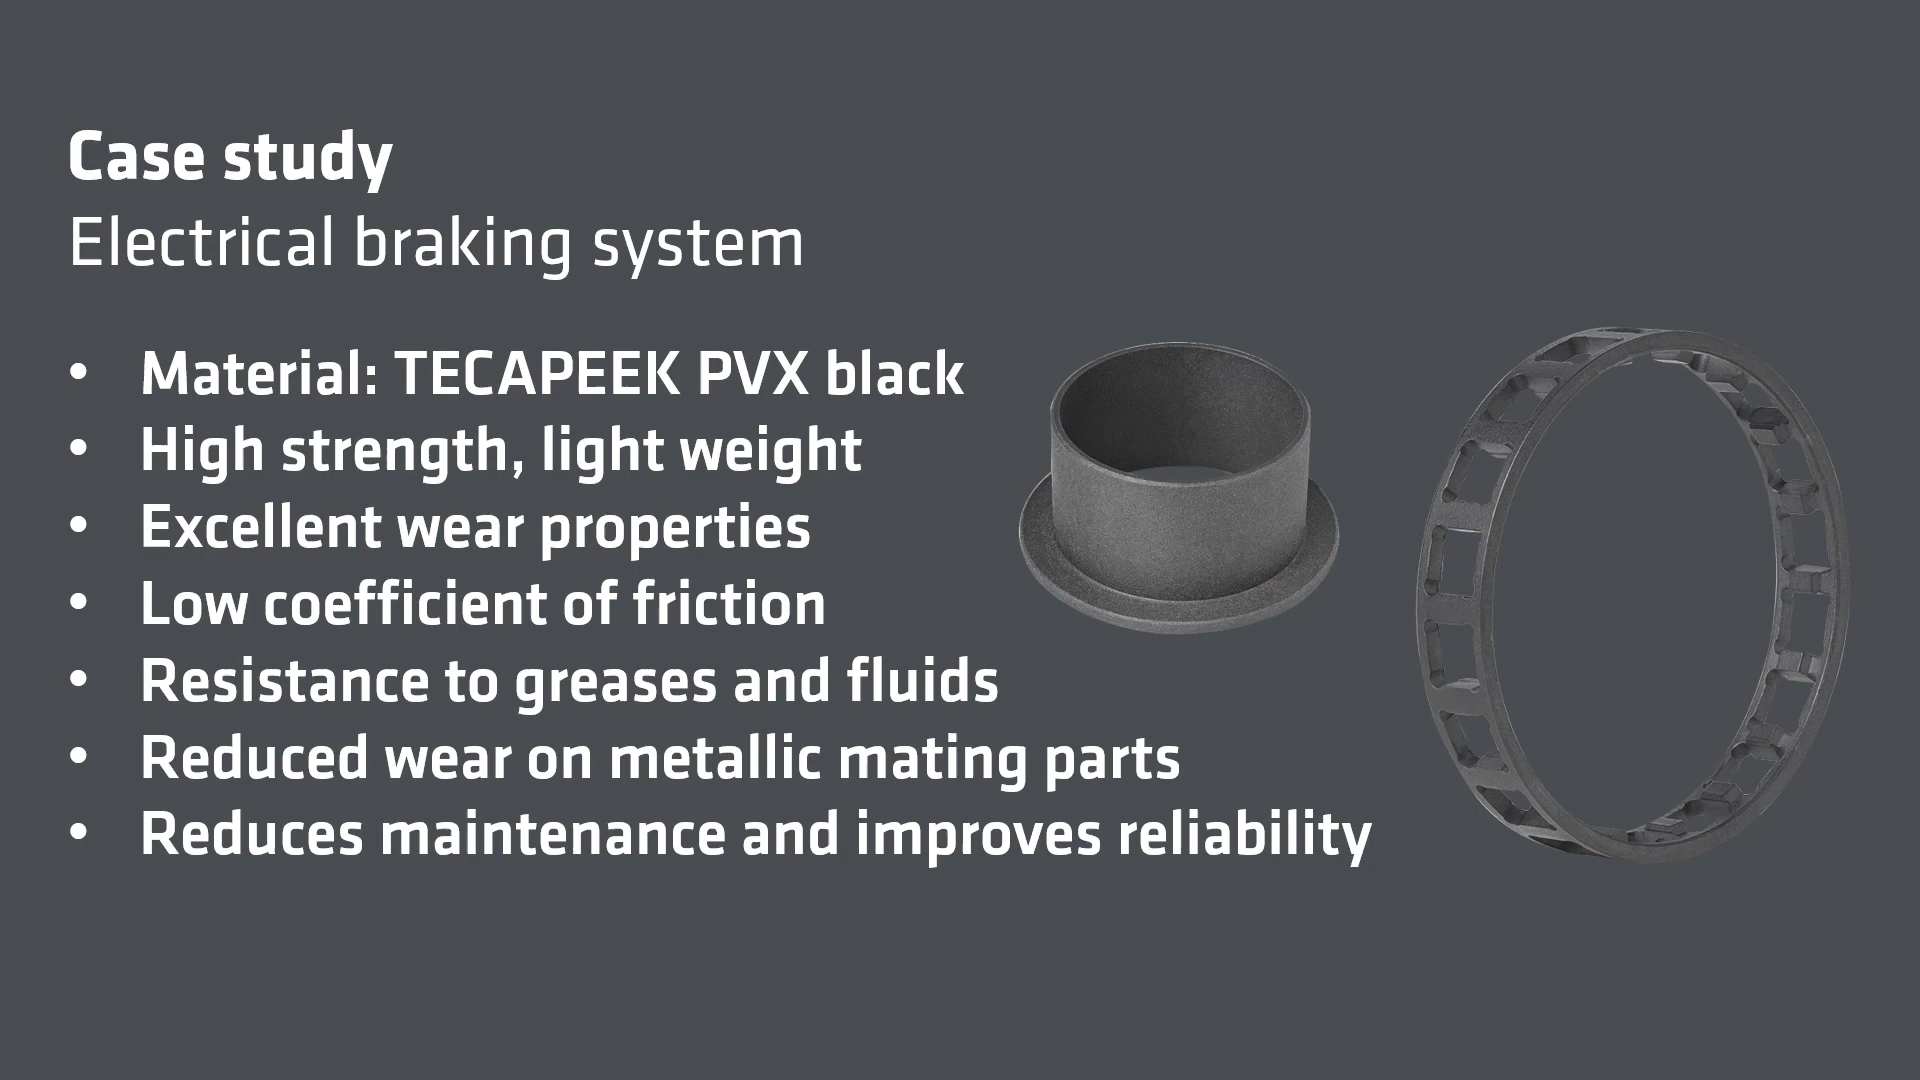 Case study
Electrical braking system
• Material: TECAPEEK PVX black
• High strength, light weight
• Excellent wear properties
• Low coefficient of friction
• Resistance to greases and fluids
• Reduced wear on metallic mating parts
• Reduces maintenance and improves reliability